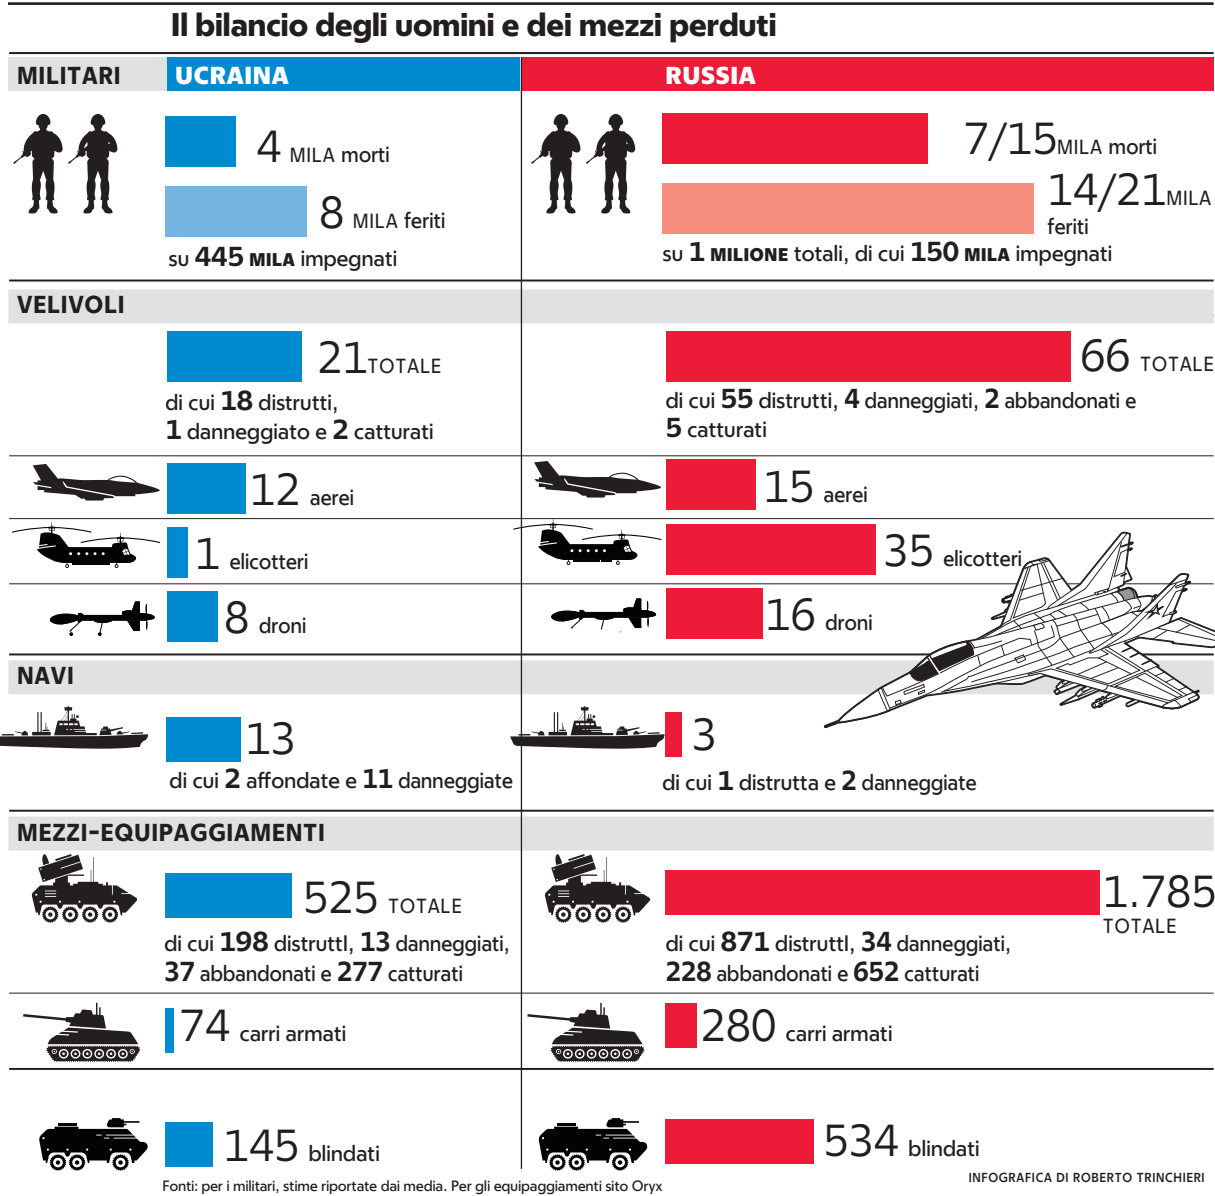 Il bilancio degli uomini e dei mezzi perduti
MILITARI
UCRAINA
RUSSIA
4 MILA morti
8 MILA feriti
su 445 MILA impegnati
7/15 MILA morti
14/21 MILA
feriti
su 1 MILIONE totali, di cui 150 MILA impegnati
VELIVOLI
21 TOTALE
di cui 18 distrutti,
1 danneggiato e 2 catturati
66 TOTALE
di cui 55 distrutti, 4 danneggiati, 2 abbandonati e
5 catturati
12 aerei
15 aerei
1 elicotteri
35 elicotteri
8 droni
16 droni
NAVI
13
di cui 2 affondate e 11 danneggiate
3
di cui 1 distrutta e 2 danneggiate
MEZZI-EQUIPAGGIAMENTI
525 TOTALE
di cui 198 distruttI, 13 danneggiati,
37 abbandonati e 277 catturati
1.785
TOTALE
di cui 871 distruttI, 34 danneggiati,
228 abbandonati e 652 catturati
74 carri armati
280 carri armati
145 blindati
534 blindati
Fonti: per i militari, stime riportate dai media. Per gli equipaggiamenti sito Oryx
INFOGRAFICA DI ROBERTO TRINCHIERI